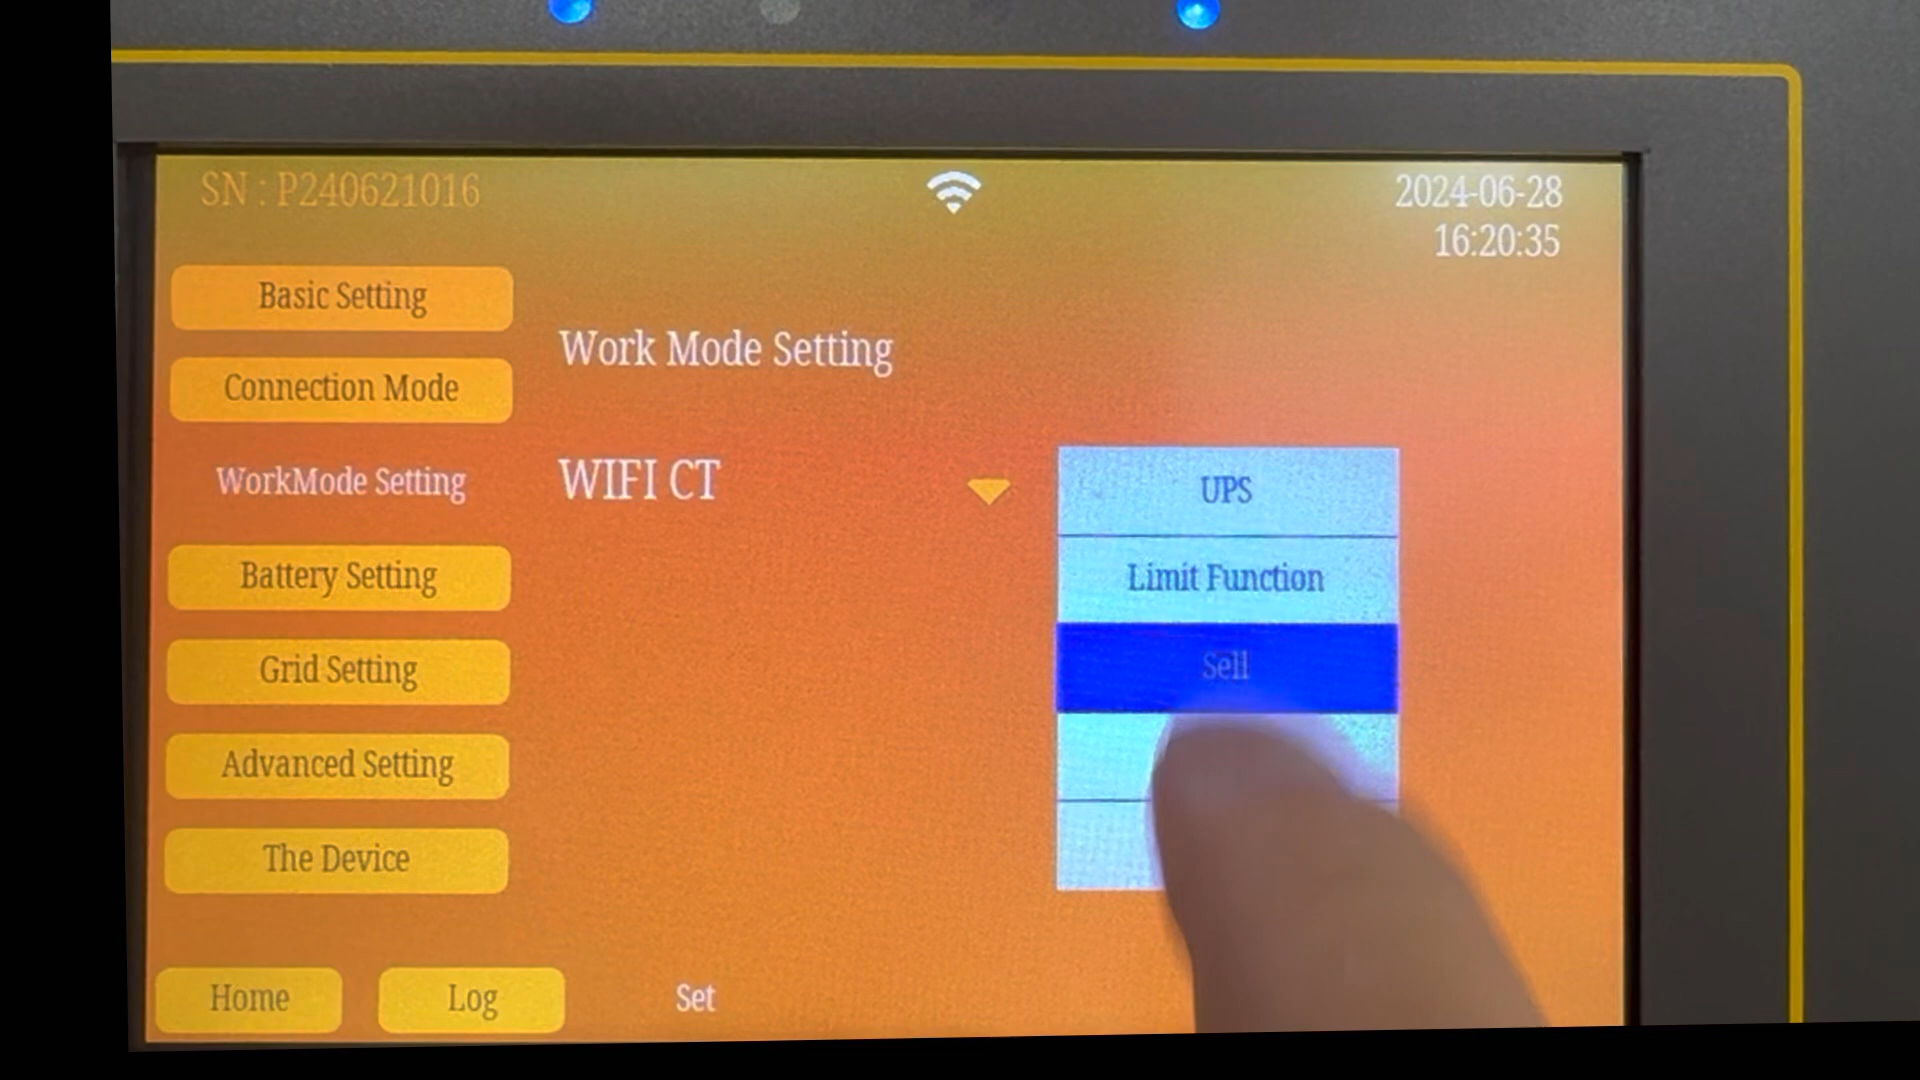 SN : P240621016
2024-06-28
16:20:35
Basic Setting
Connection Mode
WorkMode Setting
Battery Setting
Grid Setting
Advanced Setting
The Device
Home
Log
Set
Work Mode Setting
WIFI CT
UPS
Limit Function
Sell